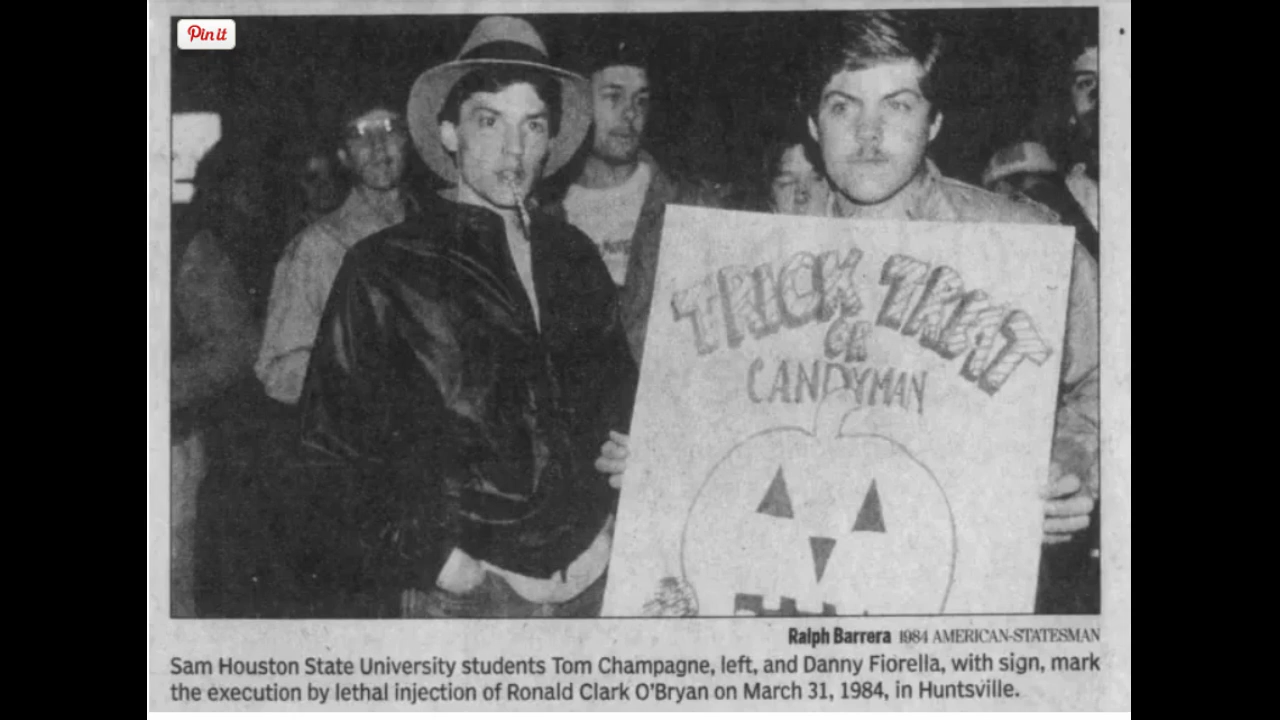 Pin it
TRICK TREAT
OR
CANDYMAN
Ralph Barrera 1984 AMERICAN-STATESMAN
Sam Houston State University students Tom Champagne, left, and Danny Fiorella, with sign, mark
the execution by lethal injection of Ronald Clark O'Bryan on March 31, 1984, in Huntsville.